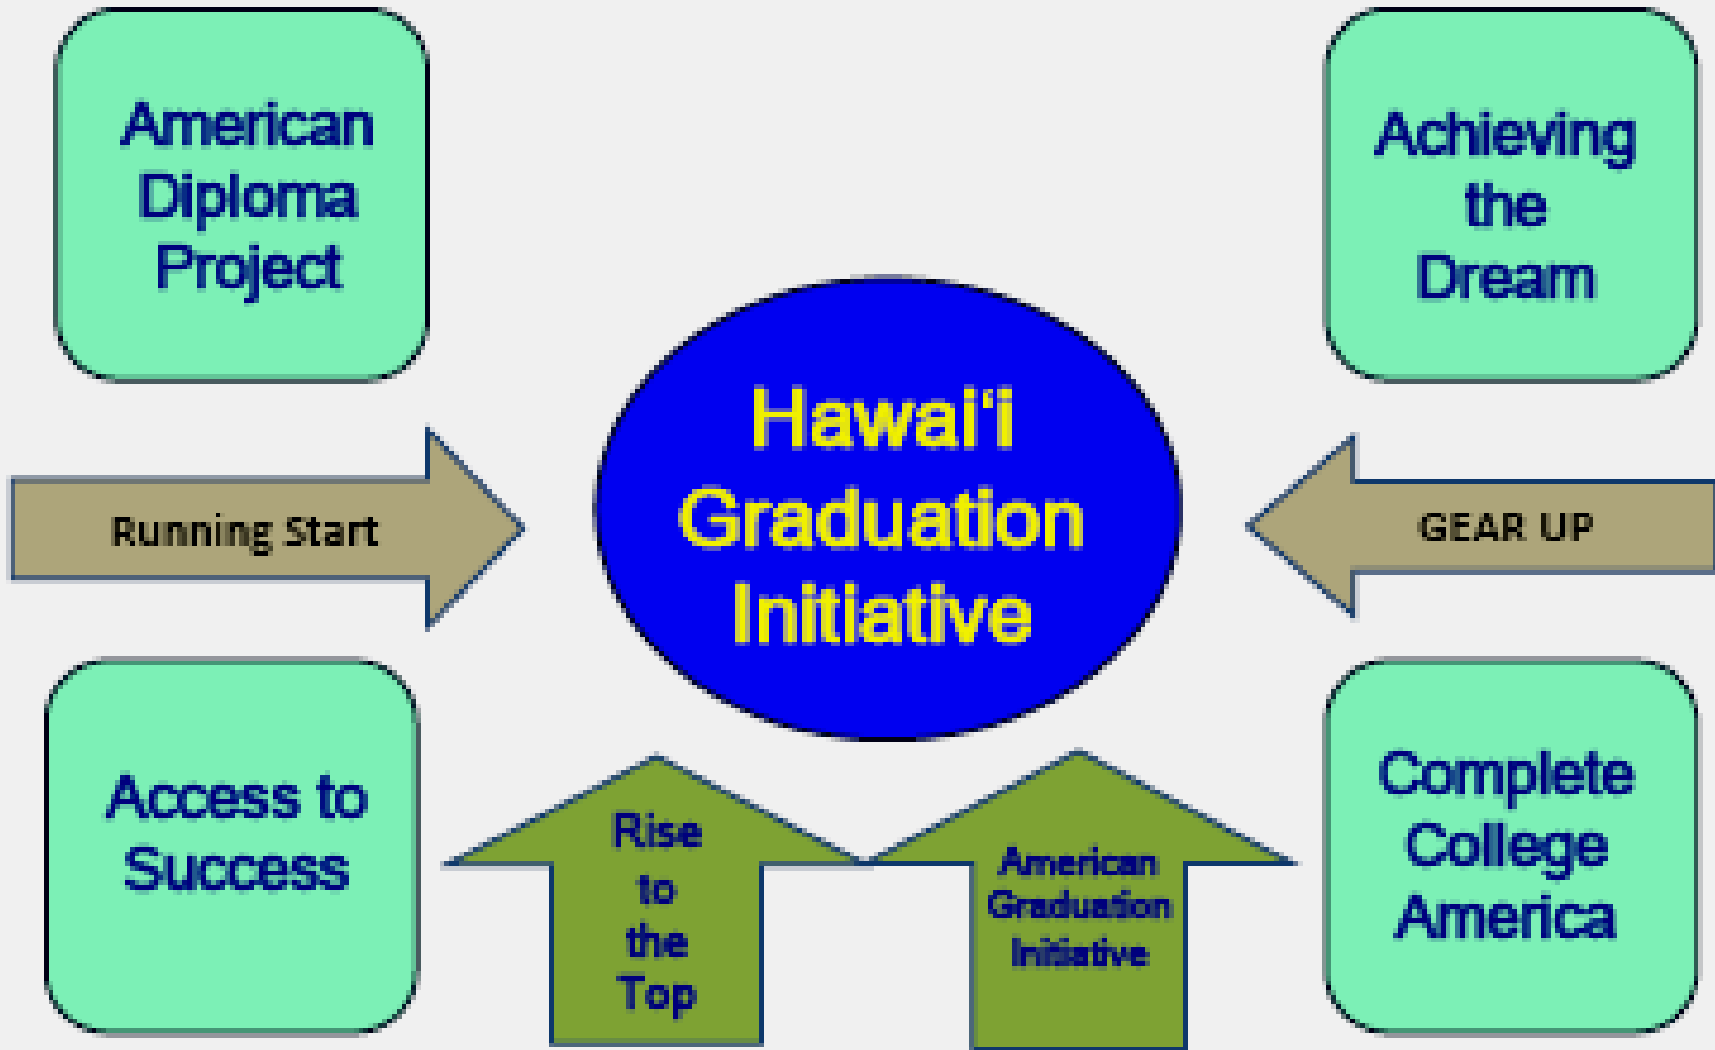 American
Diploma
Project
Achieving
the
Dream
Hawai‘i
Graduation
Initiative
Running Start
GEAR UP
Access to
Success
Rise
to
the
Top
American
Graduation
Initiative
Complete
College
America